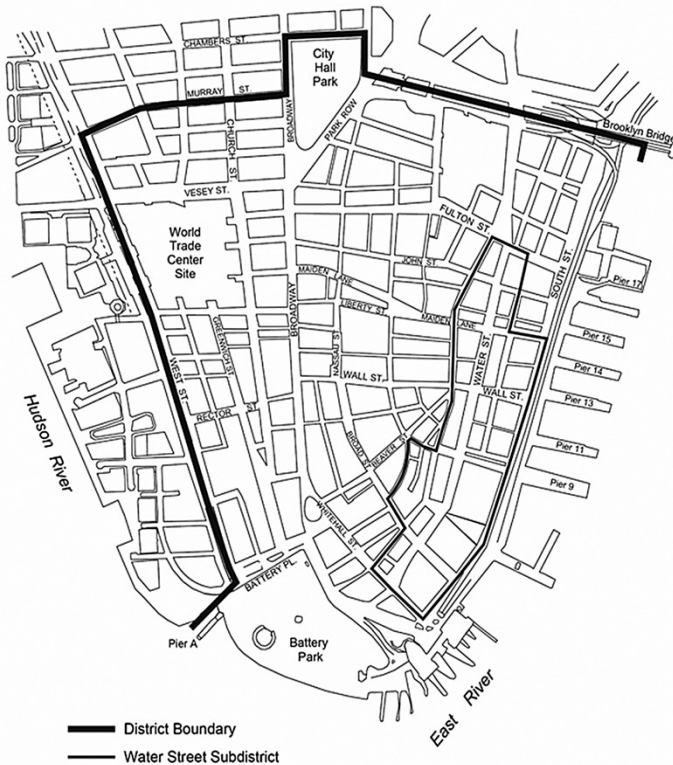 CHAMBERS ST.
City
Hall
Park
MURRAY ST.
BROADWAY
PARK ROW
CHURCH ST.
Brooklyn Bridge
VESEY ST.
FULTON ST.
World
Trade
Center
Site
JOHN ST
SOUTH ST.
MAIDEN LANE
Pier 17
BROADWAY
LIBERTY ST
MAIDEN LANE
GREENWICH ST
NASSAU ST
WATER ST.
Pier 15
WEST ST.
WALL ST.
WALL ST.
Pier 14
Hudson River
RECTOR ST
Pier 13
BROAD ST
BEAVER ST
Pier 11
Pier 9
WHITEHALL ST.
BATTERY PL.
Pier A
Battery
Park
East River
District Boundary
Water Street Subdistrict